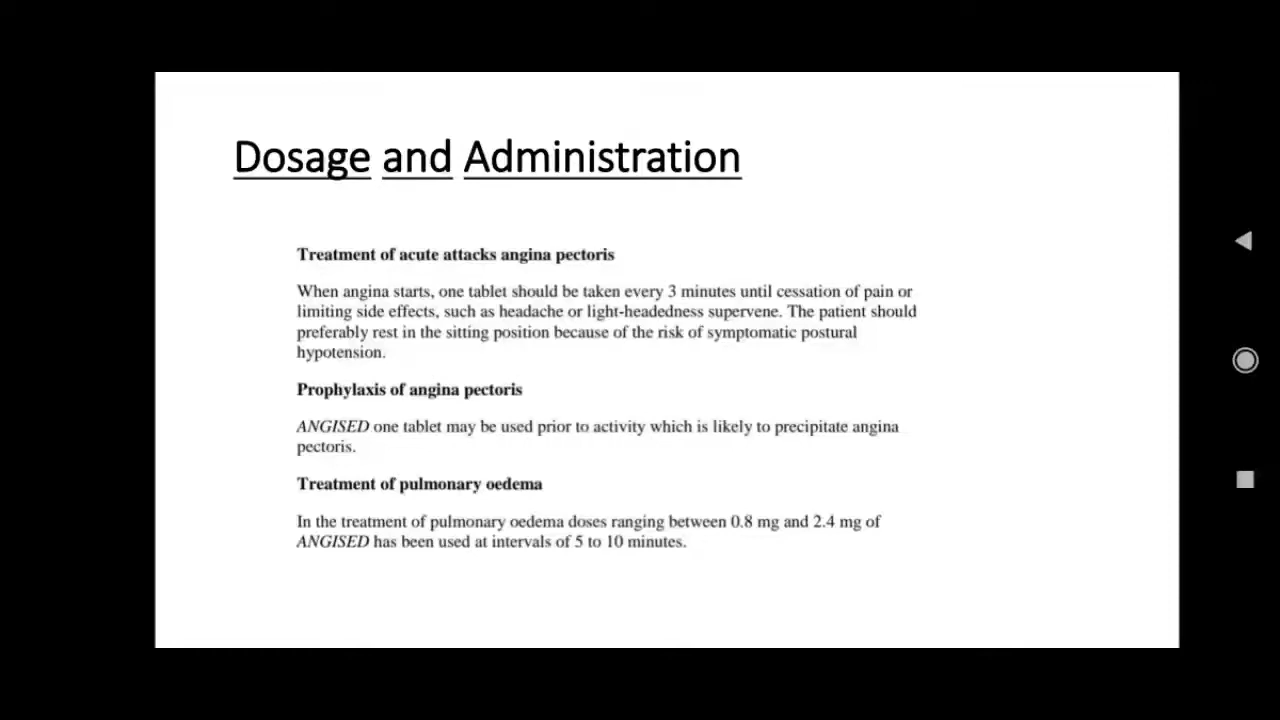 Dosage and Administration
Treatment of acute attacks angina pectoris
When angina starts, one tablet should be taken every 3 minutes until cessation of pain or
limiting side effects, such as headache or light-headedness supervene. The patient should
preferably rest in the sitting position because of the risk of symptomatic postural
hypotension.
Prophylaxis of angina pectoris
ANGISED one tablet may be used prior to activity which is likely to precipitate angina
pectoris.
Treatment of pulmonary oedema
In the treatment of pulmonary oedema doses ranging between 0.8 mg and 2.4 mg of
ANGISED has been used at intervals of 5 to 10 minutes.